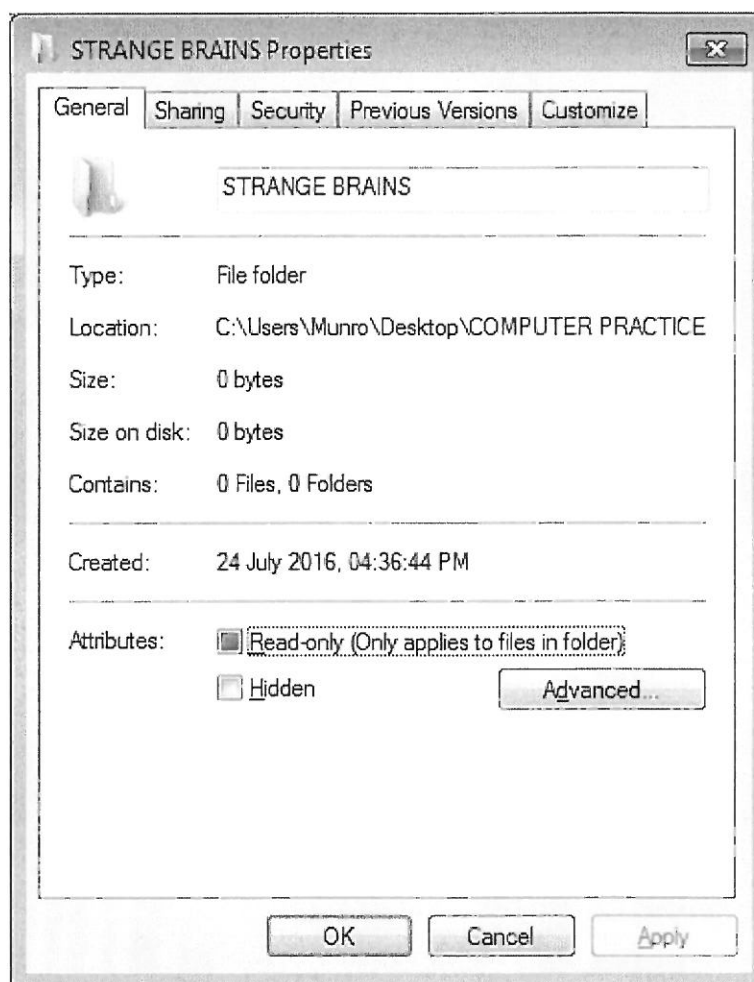 STRANGE BRAINS Properties
General Sharing Security Previous Versions Customize
STRANGE BRAINS
Type: File folder
Location: C:\Users\Munro\Desktop\COMPUTER PRACTICE
Size: 0 bytes
Size on disk: 0 bytes
Contains: 0 Files, 0 Folders
Created: 24 July 2016, 04:36:44 PM
Attributes: Read-only (Only applies to files in folder)
Hidden Advanced...
OK Cancel Apply